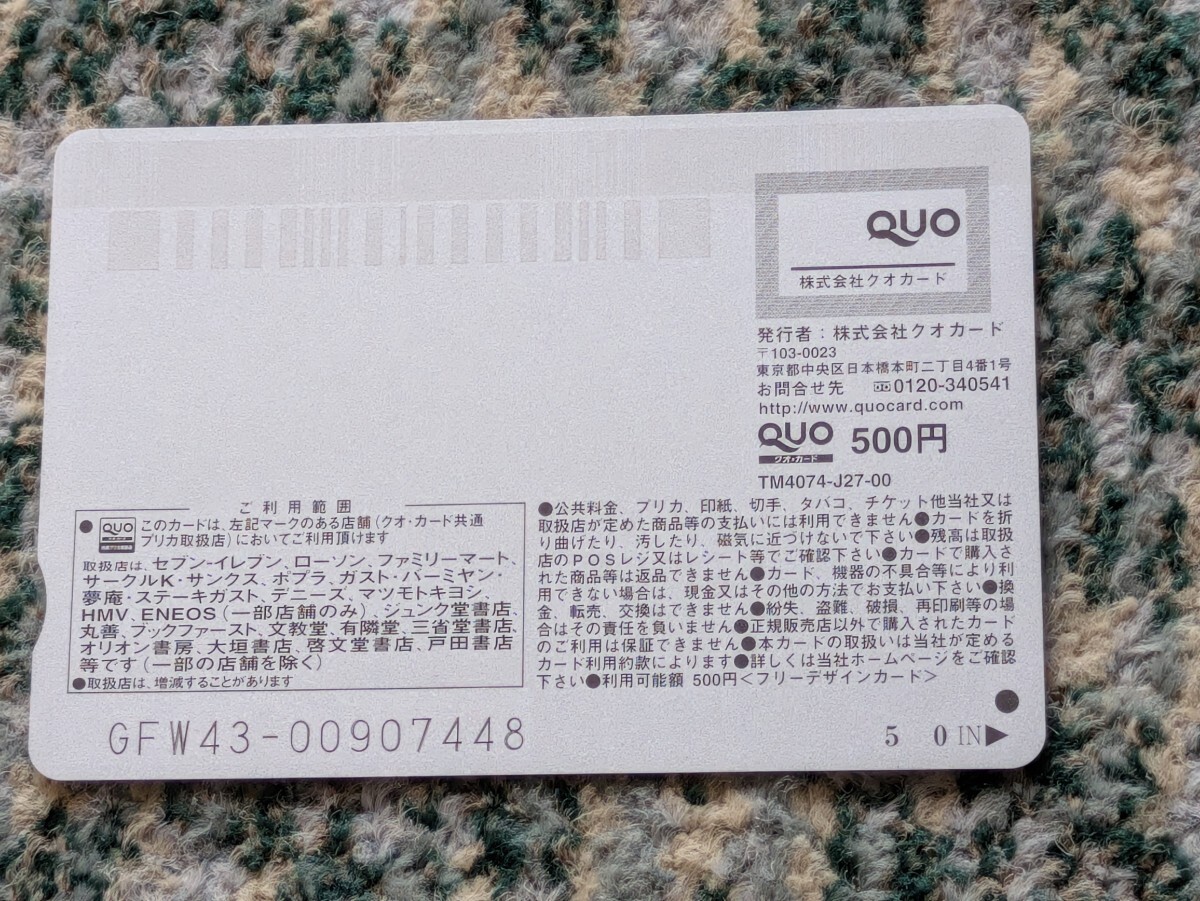 QUO
株式会社クオカード
発行者：株式会社クオカード
〒103-0023
東京都中央区日本橋本町二丁目4番1号
お問合せ先 0120-340541
http://www.quocard.com
QUO 500円
クオ・カード
TM4074-J27-00
ご利用範囲
● QUO このカードは、左記マークのある店舗（クオ・カード共通
プリカ取扱店）においてご利用頂けます
取扱店は、セブン-イレブン、ローソン、ファミリーマート、
サークルK・サンクス、ポプラ、ガスト・バーミヤン・
夢庵・ステーキガスト、デニーズ、マツモトキヨシ、
HMV、ENEOS（一部店舗のみ）、ジュンク堂書店、
丸善、ブックファースト、文教堂、有隣堂、三省堂書店、
オリオン書房、大垣書店、啓文堂書店、戸田書店
等です（一部の店舗を除く）
●取扱店は、増減することがあります
●公共料金、プリカ、印紙、切手、タバコ、チケット他当社又は
取扱店が定めた商品等の支払いには利用できません●カードを折
り曲げたり、汚したり、磁気に近づけないで下さい●残高は取扱
店のPOSレジ又はレシート等でご確認下さい●カードで購入さ
れた商品等は返品できません●カード、機器の不具合等により利
用できない場合は、現金又はその他の方法でお支払い下さい●換
金、転売、交換はできません●紛失、盗難、破損、再印刷等の場
合はその責任を負いません●正規販売店以外で購入されたカード
のご利用は保証できません●本カードの取扱いは当社が定める
カード利用約款によります●詳しくは当社ホームページをご確認
下さい●利用可能額 500円＜フリーデザインカード＞
GFW43-00907448
5 0 IN▶